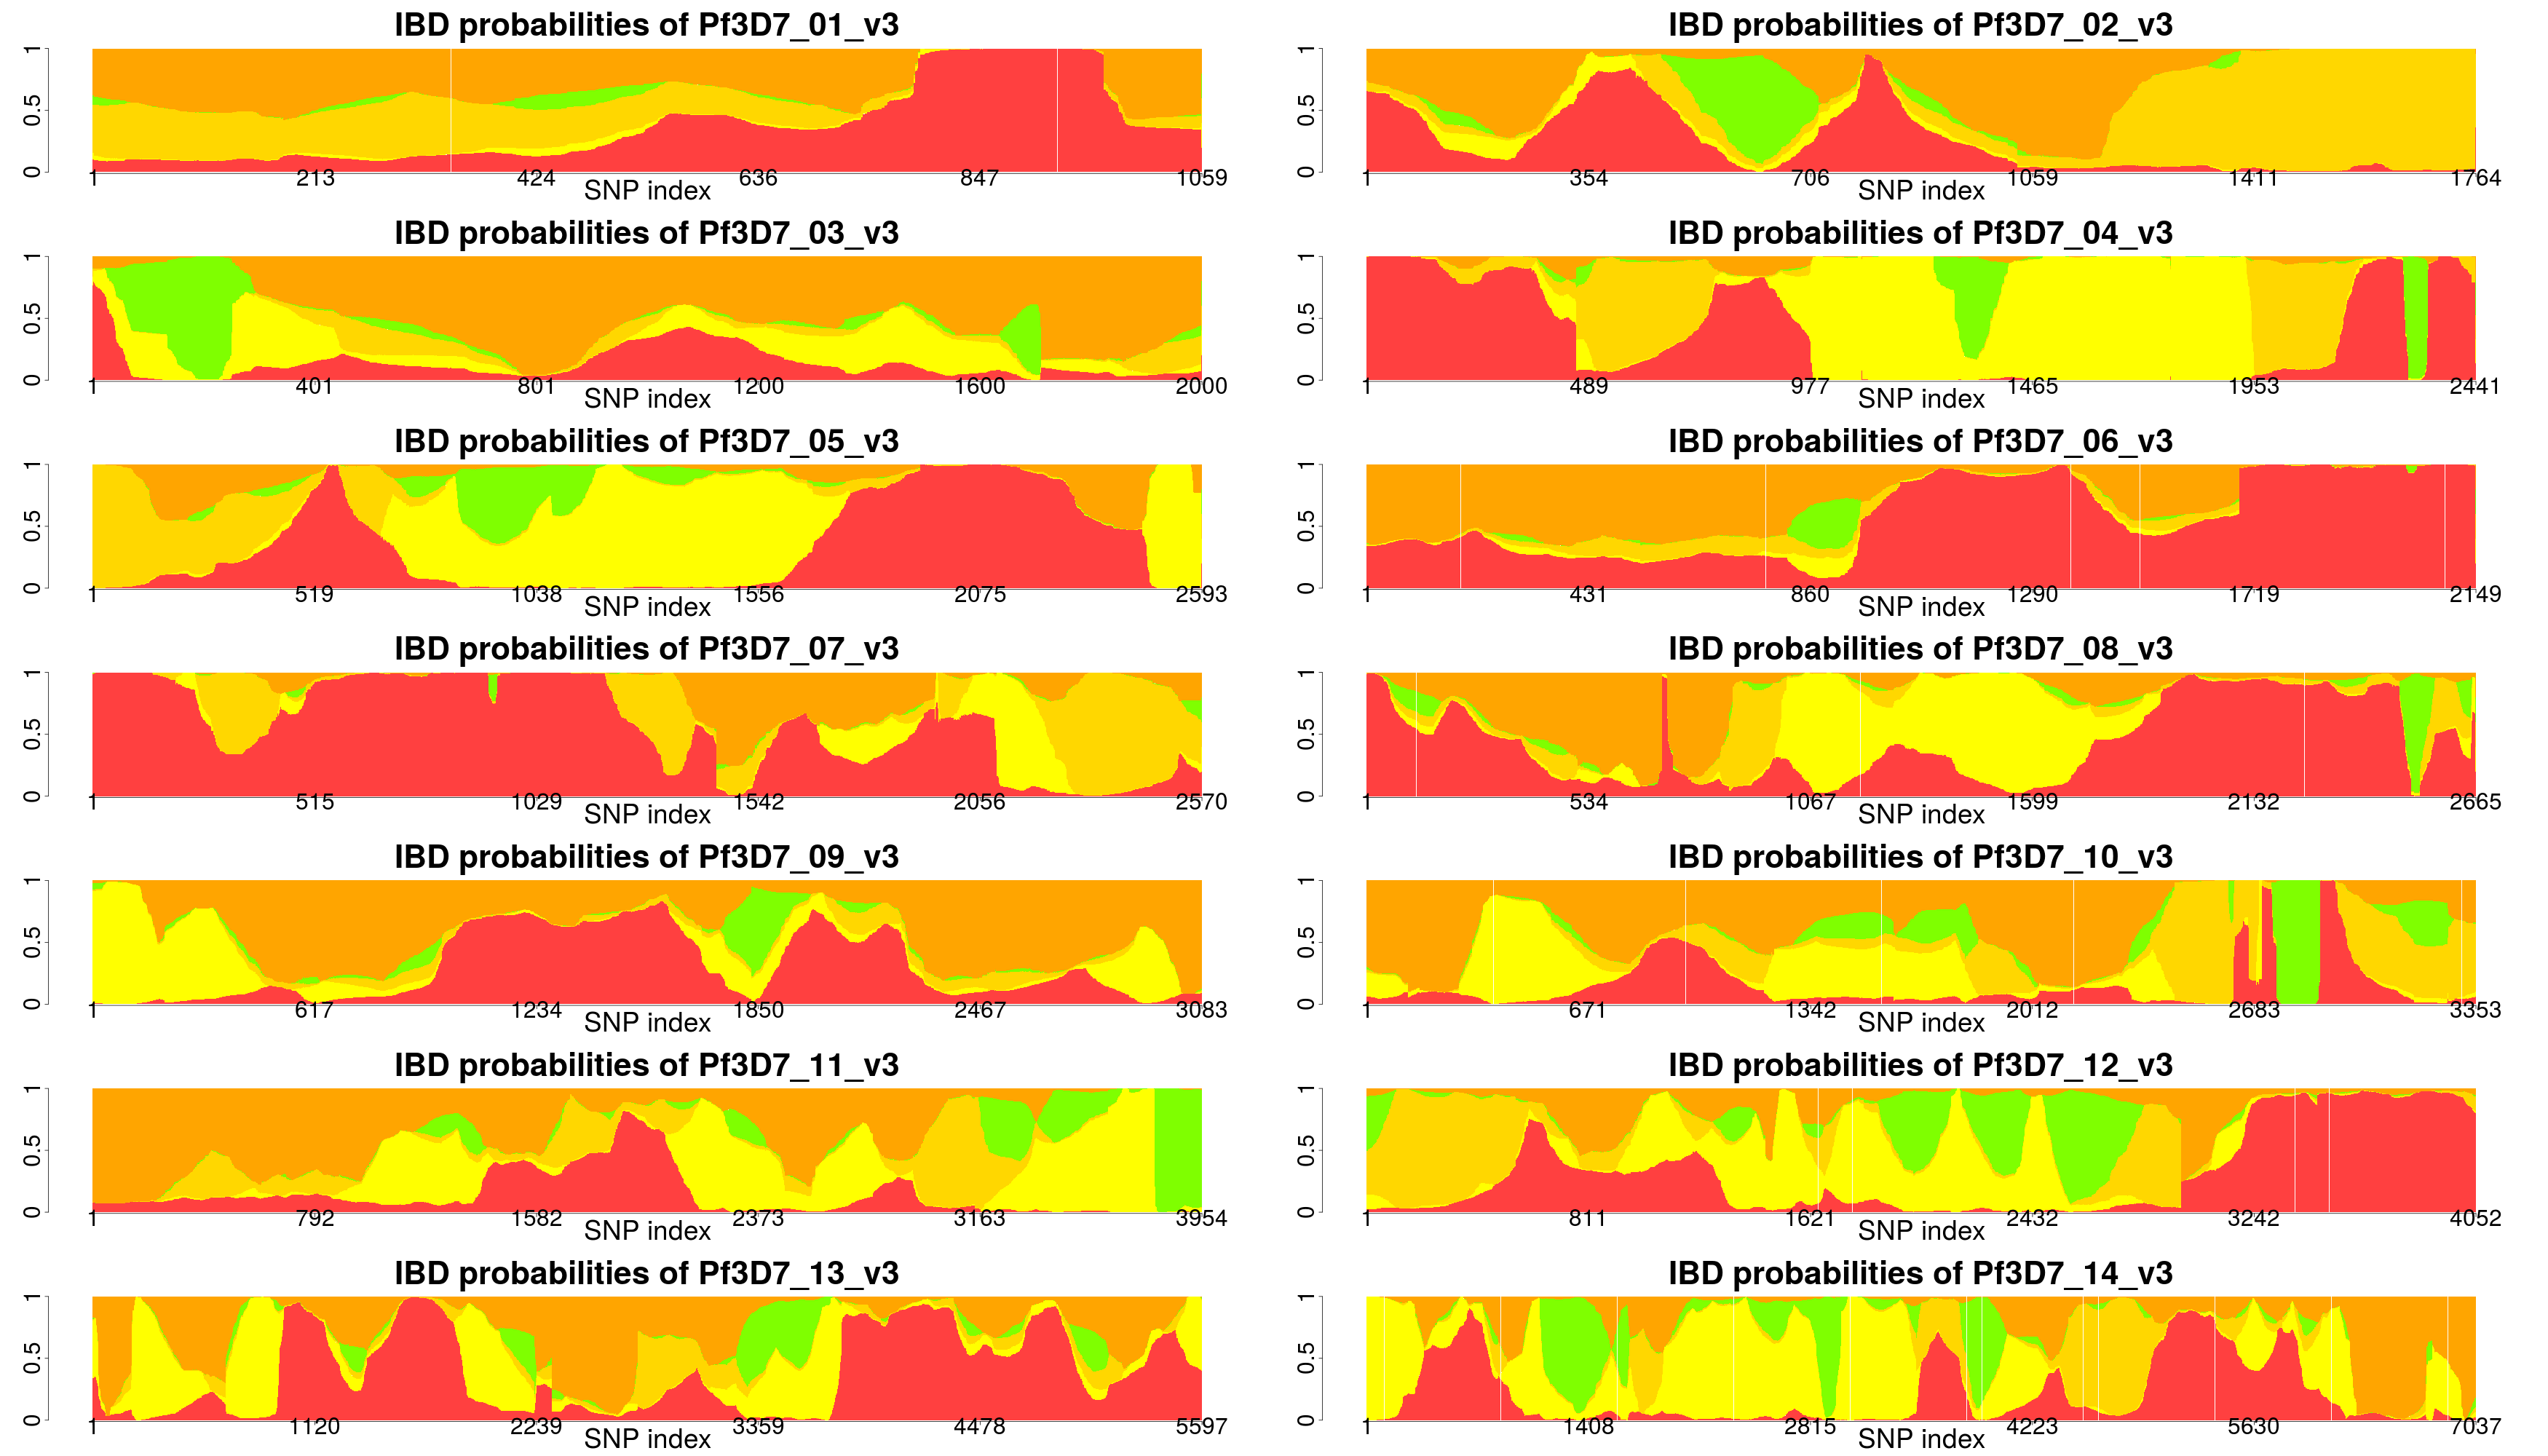 IBD probabilities of Pf3D7_01_v3
0 0.5 1
1 213 424 636 847 1059
SNP index
IBD probabilities of Pf3D7_02_v3
0 0.5 1
1 354 706 1059 1411 1764
SNP index
IBD probabilities of Pf3D7_03_v3
0 0.5 1
1 401 801 1200 1600 2000
SNP index
IBD probabilities of Pf3D7_04_v3
0 0.5 1
1 489 977 1465 1953 2441
SNP index
IBD probabilities of Pf3D7_05_v3
0 0.5 1
1 519 1038 1556 2075 2593
SNP index
IBD probabilities of Pf3D7_06_v3
0 0.5 1
1 431 860 1290 1719 2149
SNP index
IBD probabilities of Pf3D7_07_v3
0 0.5 1
1 515 1029 1542 2056 2570
SNP index
IBD probabilities of Pf3D7_08_v3
0 0.5 1
1 534 1067 1599 2132 2665
SNP index
IBD probabilities of Pf3D7_09_v3
0 0.5 1
1 617 1234 1850 2467 3083
SNP index
IBD probabilities of Pf3D7_10_v3
0 0.5 1
1 671 1342 2012 2683 3353
SNP index
IBD probabilities of Pf3D7_11_v3
0 0.5 1
1 792 1582 2373 3163 3954
SNP index
IBD probabilities of Pf3D7_12_v3
0 0.5 1
1 811 1621 2432 3242 4052
SNP index
IBD probabilities of Pf3D7_13_v3
0 0.5 1
1 1120 2239 3359 4478 5597
SNP index
IBD probabilities of Pf3D7_14_v3
0 0.5 1
1 1408 2815 4223 5630 7037
SNP index